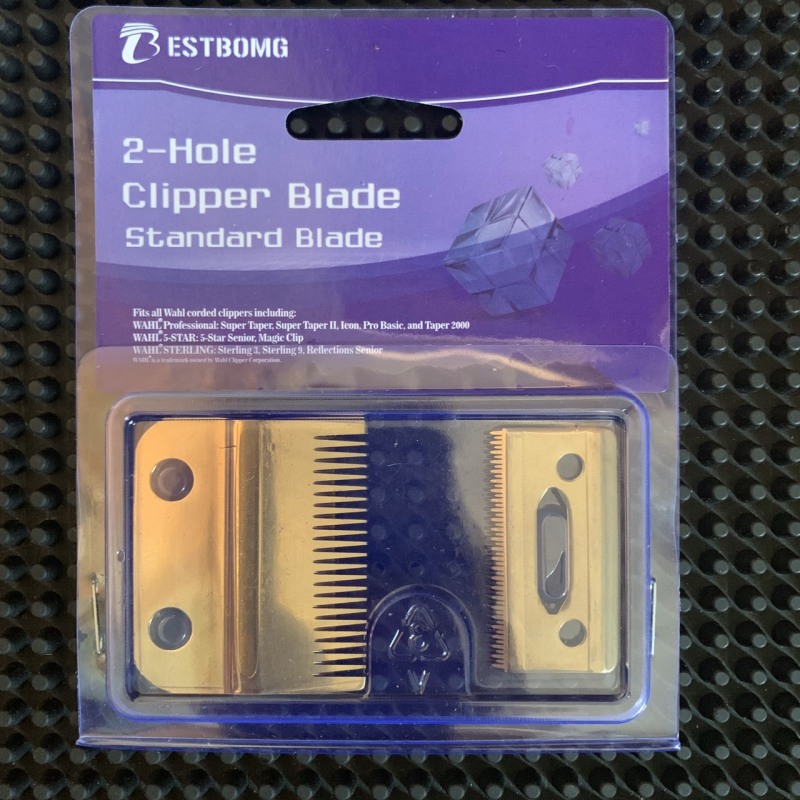 BESTBOMG
2-Hole
Clipper Blade
Standard Blade
Fits all Wahl corded clippers including:
WAHL® Professional: Super Taper, Super Taper II, Icon, Pro Basic, and Taper 2000
WAHL® 5-STAR: 5-Star Senior, Magic Clip
WAHL® STERLING: Sterling 3, Sterling 9, Reflections Senior
WAHL® is a trademark owned by Wahl Clipper Corporation.
3
V